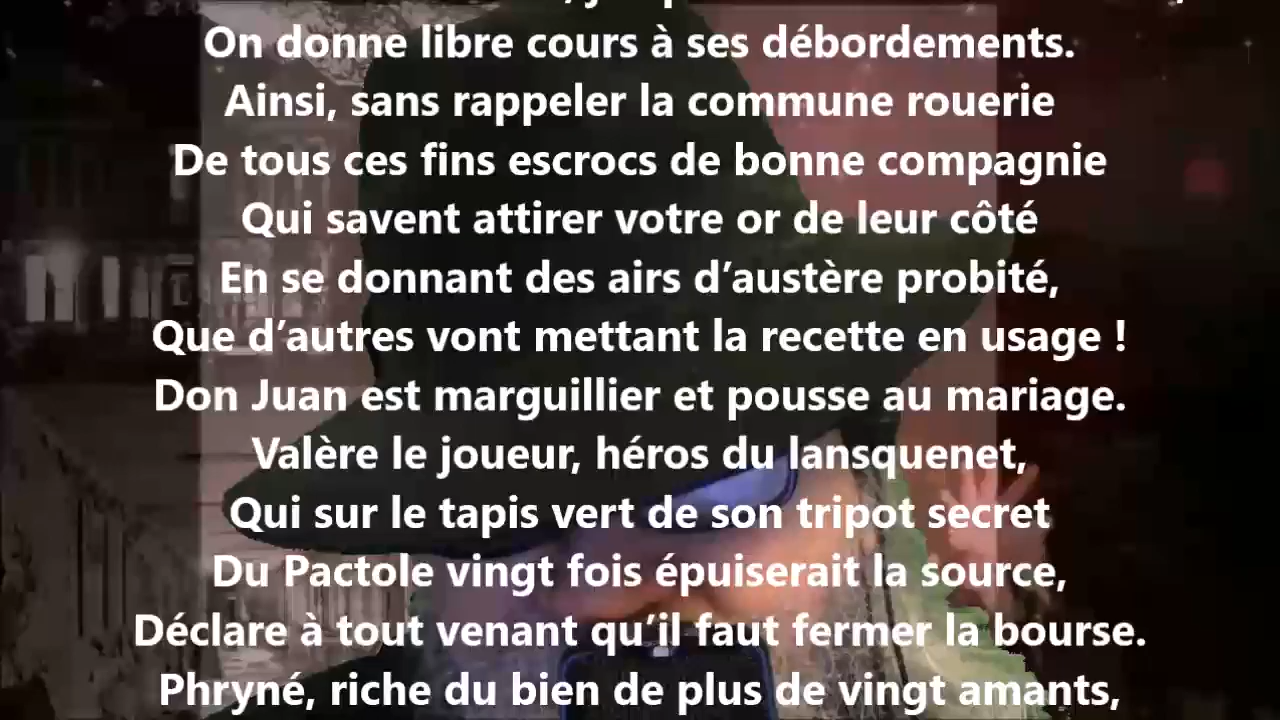 On donne libre cours à ses débordements.
Ainsi, sans rappeler la commune rouerie
De tous ces fins escrocs de bonne compagnie
Qui savent attirer votre or de leur côté
En se donnant des airs d’austère probité,
Que d’autres vont mettant la recette en usage !
Don Juan est marguillier et pousse au mariage.
Valère le joueur, héros du lansquenet,
Qui sur le tapis vert de son tripot secret
Du Pactole vingt fois épuiserait la source,
Déclare à tout venant qu’il faut fermer la bourse.
Phryné, riche du bien de plus de vingt amants,